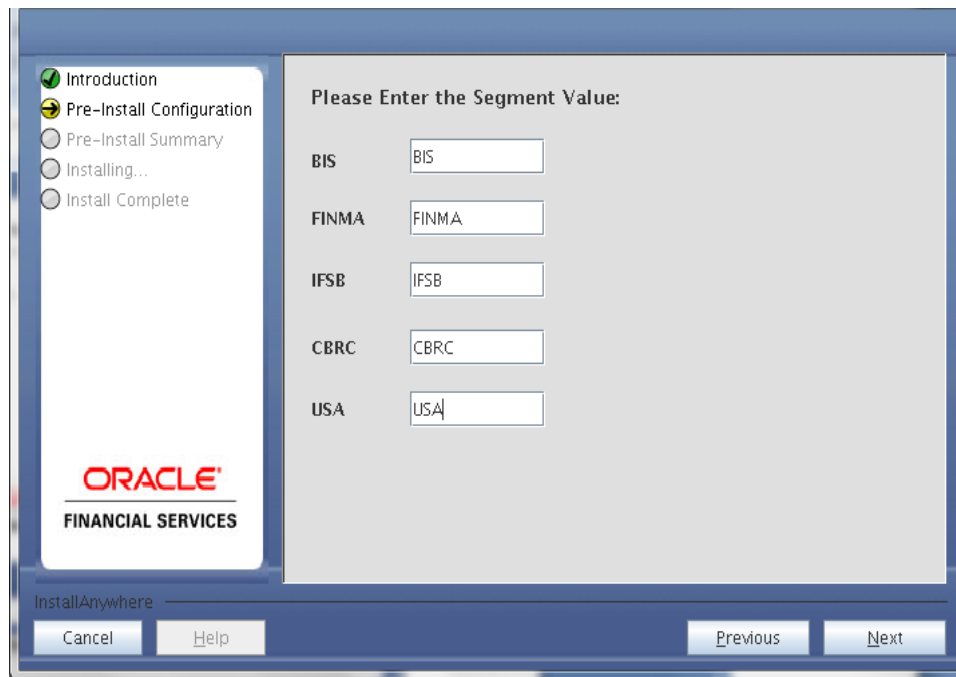 Introduction
Pre-Install Configuration
Pre-Install Summary
Installing...
Install Complete
ORACLE'
FINANCIAL SERVICES
Please Enter the Segment Value:
BIS BIS
FINMA FINMA
IFSB IFSB
CBRC CBRC
USA USA
InstallAnywhere
Cancel Help Previous Next